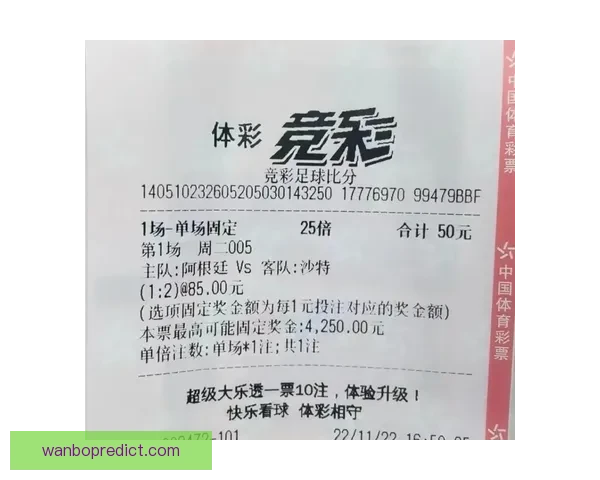 体彩 竞彩
竞彩足球比分
140510232605205030143250 17776970 99479BBF
1场-单场固定 25倍 合计 50元
第1场 周二005
主队:阿根廷 Vs 客队:沙特
(1:2)@85.00元
(选项固定奖金额为每1元投注对应的奖金额)
本票最高可能固定奖金:4,250.00元
单倍注数:单场*1注;共1注
超级大乐透一票10注，体验升级！
快乐看球 体彩相守
-101 22/11/22
中国体育彩票
中国体育彩票
wanbopredict.com